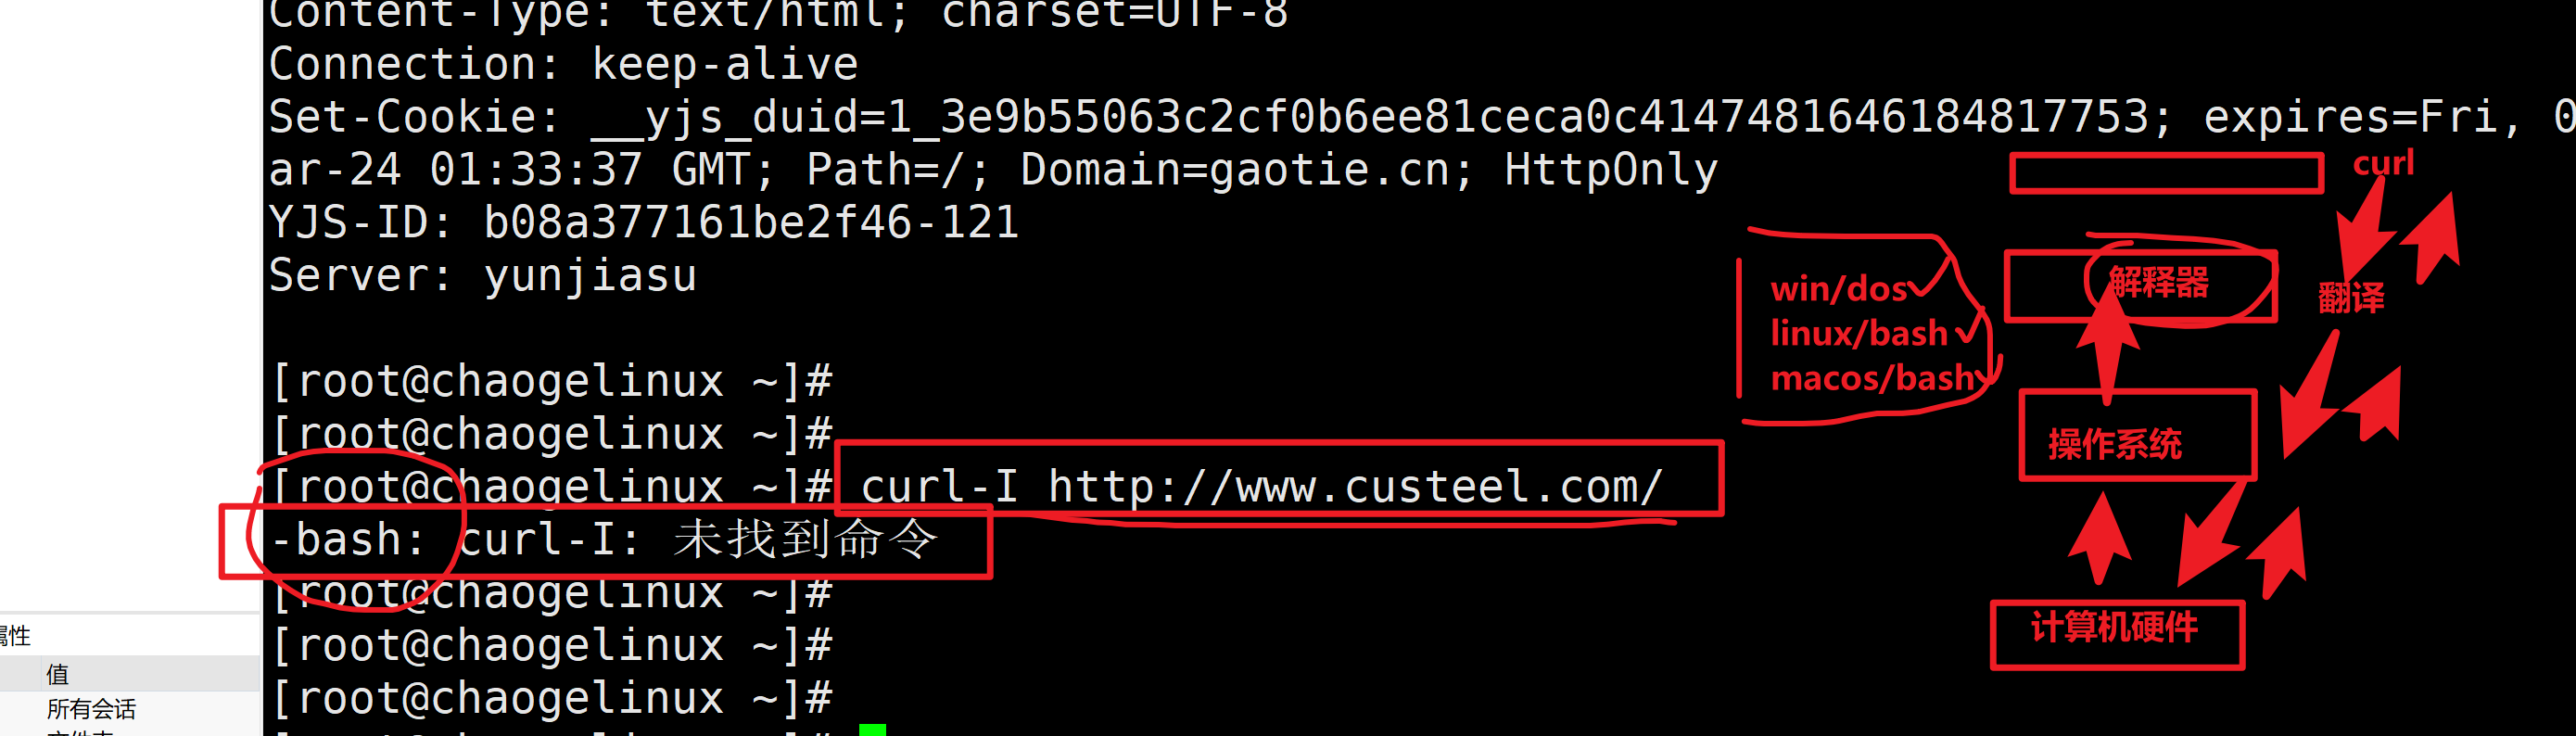 Content-Type: text/html; charset=UTF-8
Connection: keep-alive
Set-Cookie: __yjs_duid=1_3e9b55063c2cf0b6ee81ceca0c4147481646184817753; expires=Fri, 0
ar-24 01:33:37 GMT; Path=/; Domain=gaotie.cn; HttpOnly
YJS-ID: b08a377161be2f46-121
Server: yunjiasu
[root@chaogelinux ~]#
[root@chaogelinux ~]#
[root@chaogelinux ~]# curl-I http://www.custeel.com/
-bash: curl-I: 未找到命令
[root@chaogelinux ~]#
[root@chaogelinux ~]#
[root@chaogelinux ~]#
curl
解释器
翻译
win/dos
linux/bash
macos/bash
操作系统
计算机硬件
属性
值
所有会话